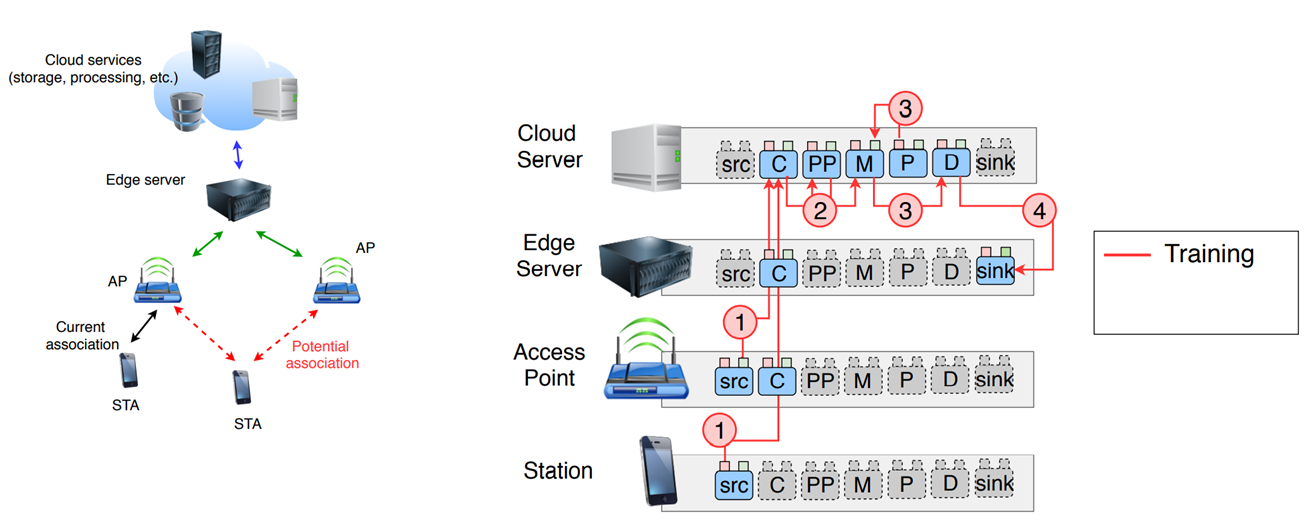 Cloud services
(storage, processing, etc.)
Edge server
AP
AP
Current
association
Potential
association
STA
STA
Cloud
Server
src C PP M P D sink
3
2
3
4
Edge
Server
src C PP M P D sink
1
Access
Point
src C PP M P D sink
1
Station
src C PP M P D sink
Training